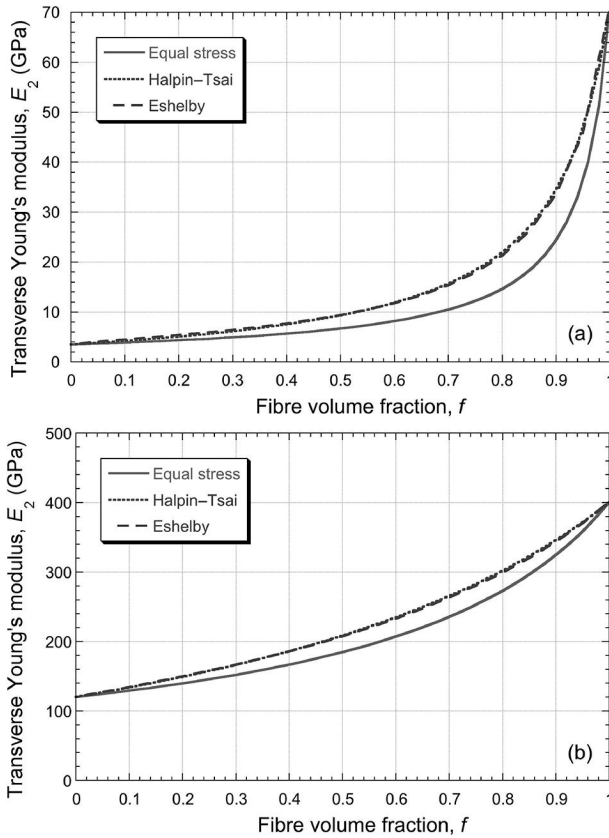 70
60
50
40
30
20
10
0
Transverse Young's modulus, E2 (GPa)
Equal stress
Halpin–Tsai
Eshelby
(a)
0 0.1 0.2 0.3 0.4 0.5 0.6 0.7 0.8 0.9 1
Fibre volume fraction, f
500
400
300
200
100
0
Transverse Young's modulus, E2 (GPa)
Equal stress
Halpin–Tsai
Eshelby
(b)
0 0.1 0.2 0.3 0.4 0.5 0.6 0.7 0.8 0.9 1
Fibre volume fraction, f